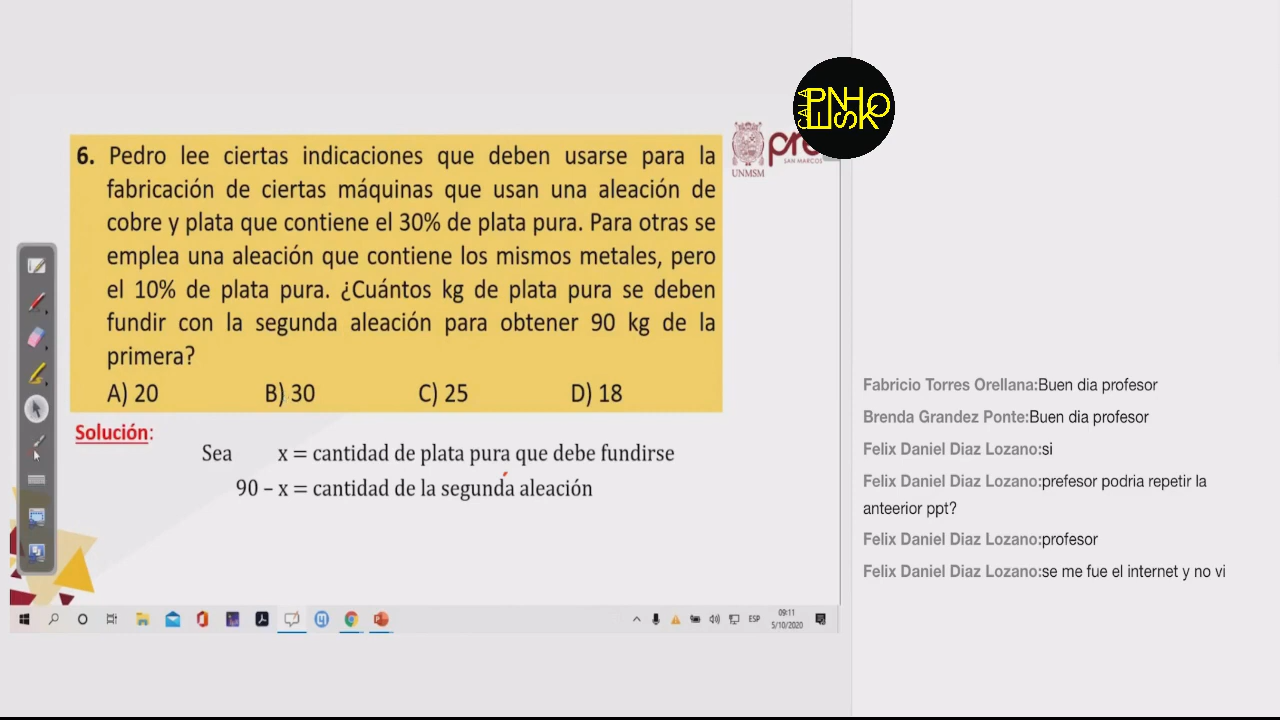 CALA
PENHO
ESK
6. Pedro lee ciertas indicaciones que deben usarse para la
fabricación de ciertas máquinas que usan una aleación de
cobre y plata que contiene el 30% de plata pura. Para otras se
emplea una aleación que contiene los mismos metales, pero
el 10% de plata pura. ¿Cuántos kg de plata pura se deben
fundir con la segunda aleación para obtener 90 kg de la
primera?
A) 20 B) 30 C) 25 D) 18
UNMSM
pre
SAN MARCOS
Solución:
Sea x = cantidad de plata pura que debe fundirse
90 – x = cantidad de la segunda aleación
ESP
09:11
5/10/2020
Fabricio Torres Orellana:Buen dia profesor
Brenda Grandez Ponte:Buen dia profesor
Felix Daniel Diaz Lozano:si
Felix Daniel Diaz Lozano:prefesor podria repetir la
anteerior ppt?
Felix Daniel Diaz Lozano:profesor
Felix Daniel Diaz Lozano:se me fue el internet y no vi